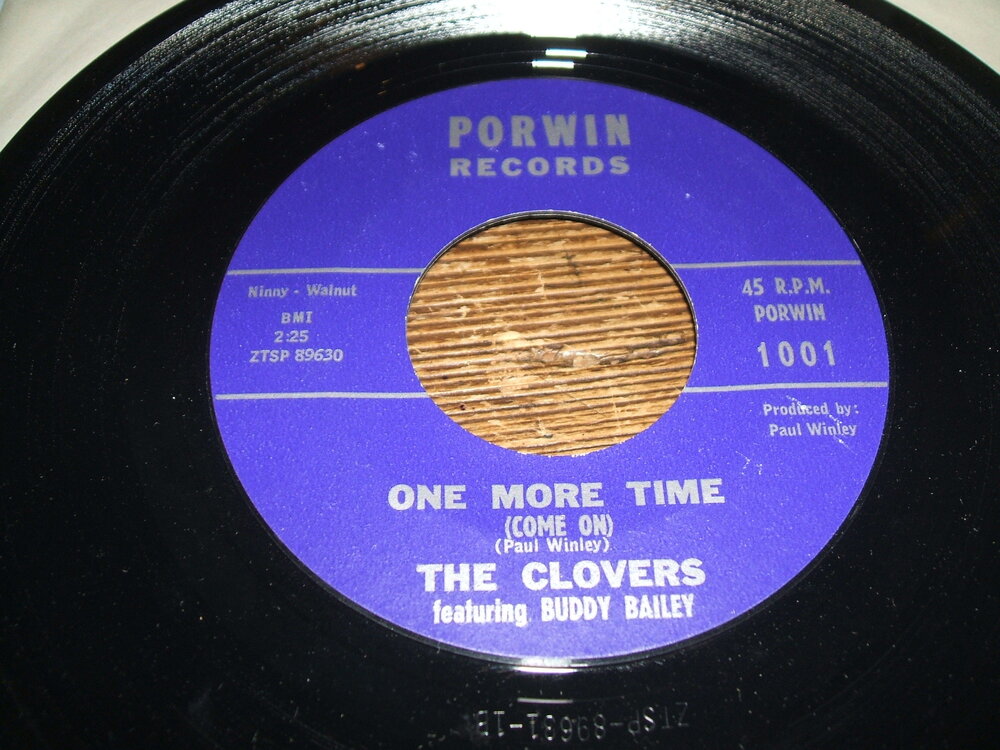 PORWIN
RECORDS
Ninny - Walnut
BMI
2:25
ZTSP 89630
45 R.P.M.
PORWIN
1001
Produced by:
Paul Winley
ONE MORE TIME
(COME ON)
(Paul Winley)
THE CLOVERS
featuring BUDDY BAILEY